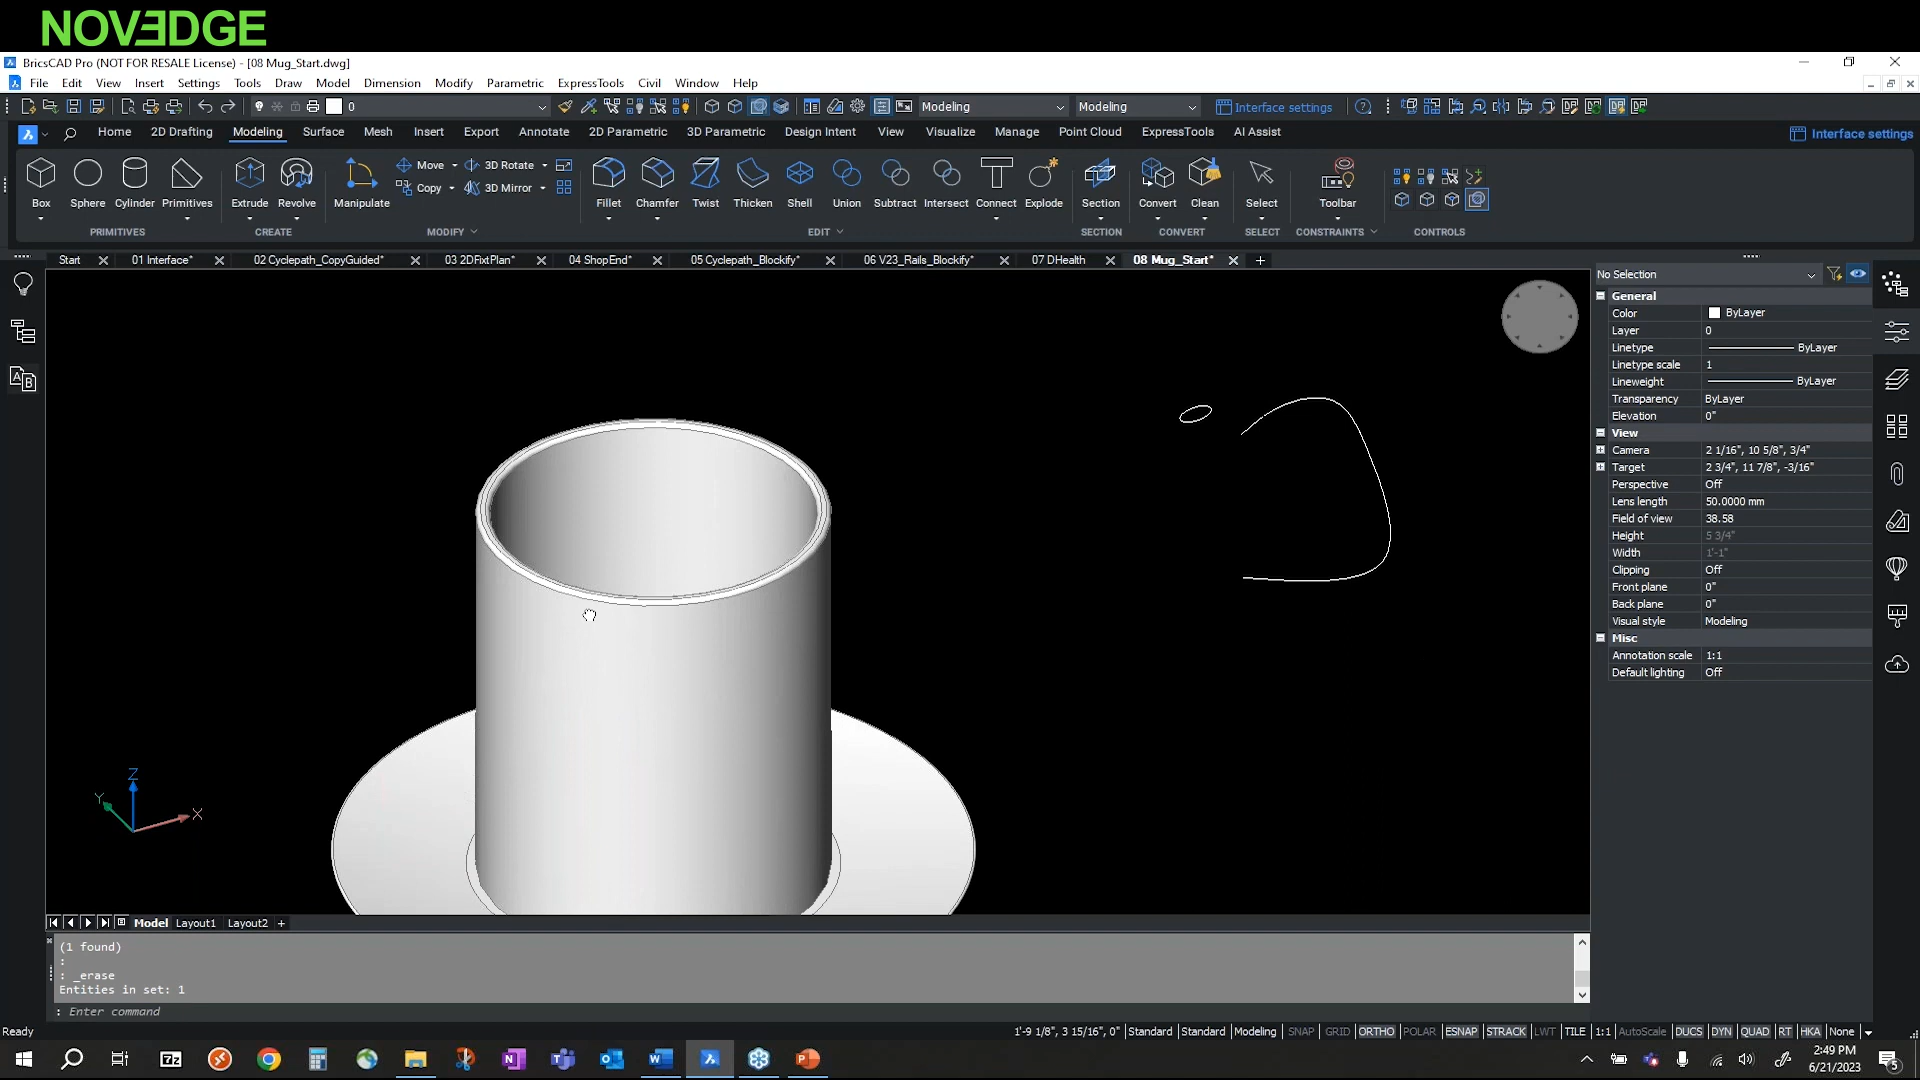 NOVEDGE
BricsCAD Pro (NOT FOR RESALE License) - [08 Mug_Start.dwg]
File Edit View Insert Settings Tools Draw Model Dimension Modify Parametric ExpressTools Civil Window Help
0 Modeling Modeling Interface settings
Home 2D Drafting Modeling Surface Mesh Insert Export Annotate 2D Parametric 3D Parametric Design Intent View Visualize Manage Point Cloud ExpressTools AI Assist Interface settings
Move 3D Rotate
Copy 3D Mirror
Box Sphere Cylinder Primitives Extrude Revolve Manipulate Fillet Chamfer Twist Thicken Shell Union Subtract Intersect Connect Explode Section Convert Clean Select Toolbar
PRIMITIVES CREATE MODIFY EDIT SECTION CONVERT SELECT CONSTRAINTS CONTROLS
Start 01 Interface* 02 Cyclepath_CopyGuided* 03 2DFixtPlan* 04 ShopEnd* 05 Cyclepath_Blockify* 06 V23_Rails_Blockify* 07 DHealth 08 Mug_Start* +
No Selection
General
Color ByLayer
Layer 0
Linetype ByLayer
Linetype scale 1
Lineweight ByLayer
Transparency ByLayer
Elevation 0"
View
Camera 2 1/16", 10 5/8", 3/4"
Target 2 3/4", 11 7/8", -3/16"
Perspective Off
Lens length 50.0000 mm
Field of view 38.58
Height 5 3/4"
Width 1'-1"
Clipping Off
Front plane 0"
Back plane 0"
Visual style Modeling
Misc
Annotation scale 1:1
Default lighting Off
A B
Z
Y
X
Model Layout1 Layout2 +
(1 found)
:
: _erase
Entities in set: 1
: Enter command
Ready 1'-9 1/8", 3 15/16", 0" Standard Standard Modeling SNAP GRID ORTHO POLAR ESNAP STRACK LWT TILE 1:1 AutoScale DUCS DYN QUAD RT HKA None
7z N W P
2:49 PM
6/21/2023
5